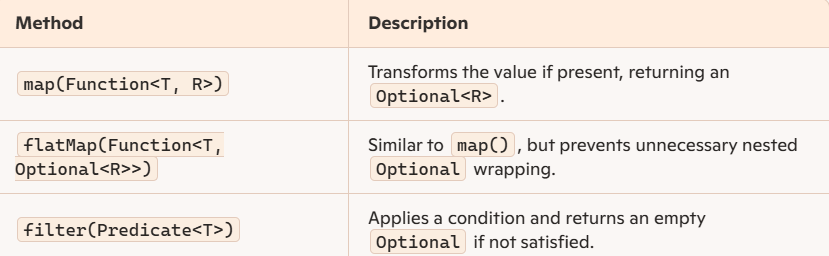 Method
Description
map(Function<T, R>)
Transforms the value if present, returning an
Optional<R>.
flatMap(Function<T,
Optional<R>>)
Similar to map(), but prevents unnecessary nested
Optional wrapping.
filter(Predicate<T>)
Applies a condition and returns an empty
Optional if not satisfied.